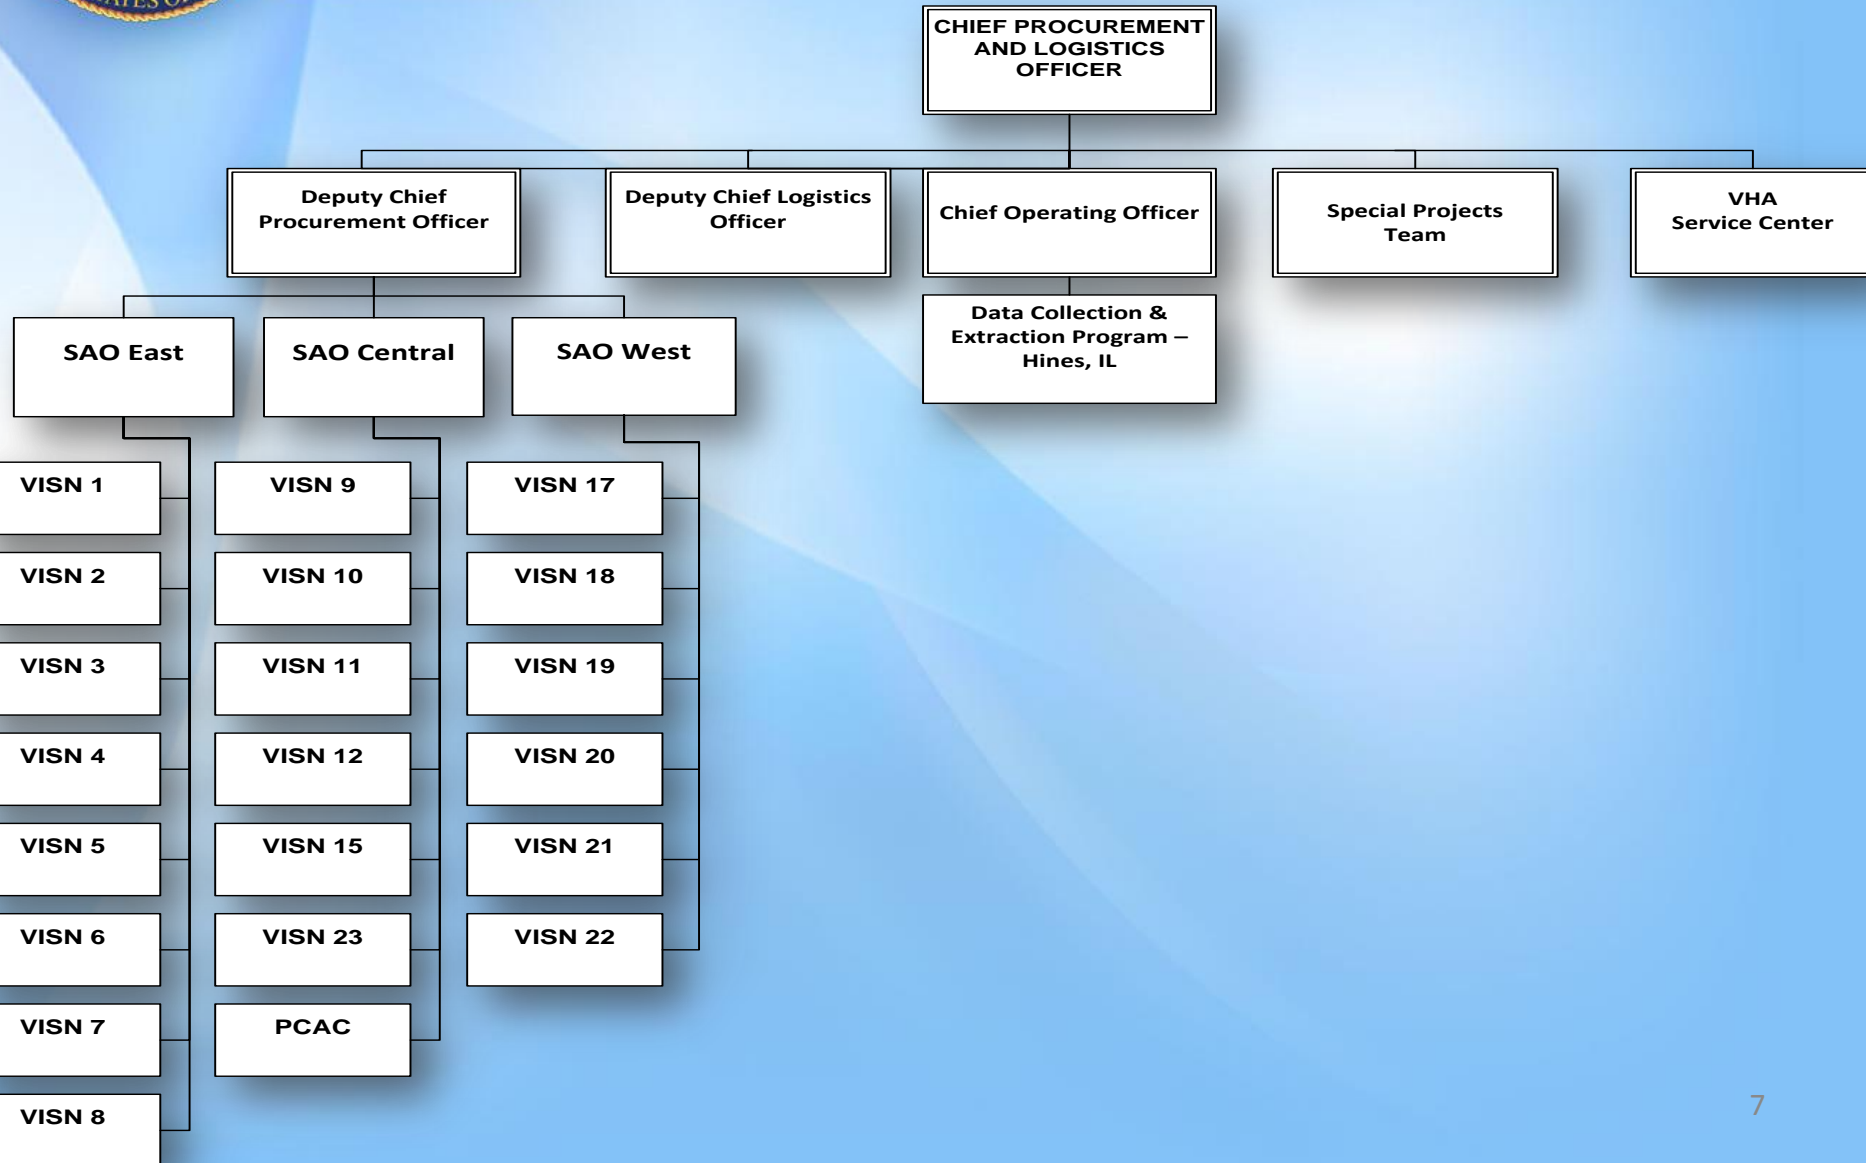 ATES OF
CHIEF PROCUREMENT
AND LOGISTICS
OFFICER
Deputy Chief
Procurement Officer
Deputy Chief Logistics
Officer
Chief Operating Officer
Special Projects
Team
VHA
Service Center
Data Collection &
Extraction Program –
Hines, IL
SAO East
SAO Central
SAO West
VISN 1
VISN 9
VISN 17
VISN 2
VISN 10
VISN 18
VISN 3
VISN 11
VISN 19
VISN 4
VISN 12
VISN 20
VISN 5
VISN 15
VISN 21
VISN 6
VISN 23
VISN 22
VISN 7
PCAC
VISN 8
7